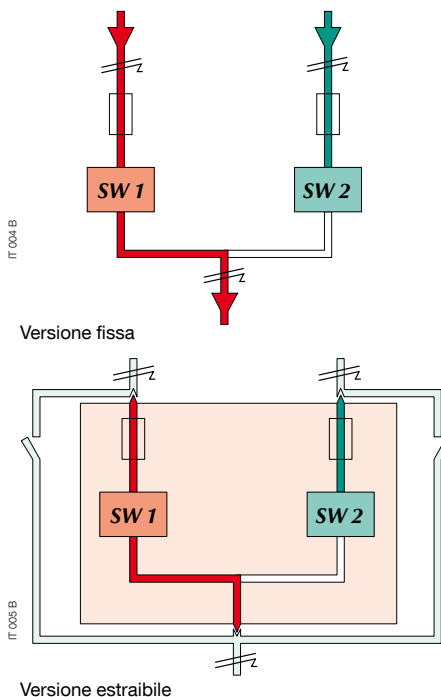 SW 1 SW 2
IT 004 B
Versione fissa
SW 1 SW 2
IT 005 B
Versione estraibile